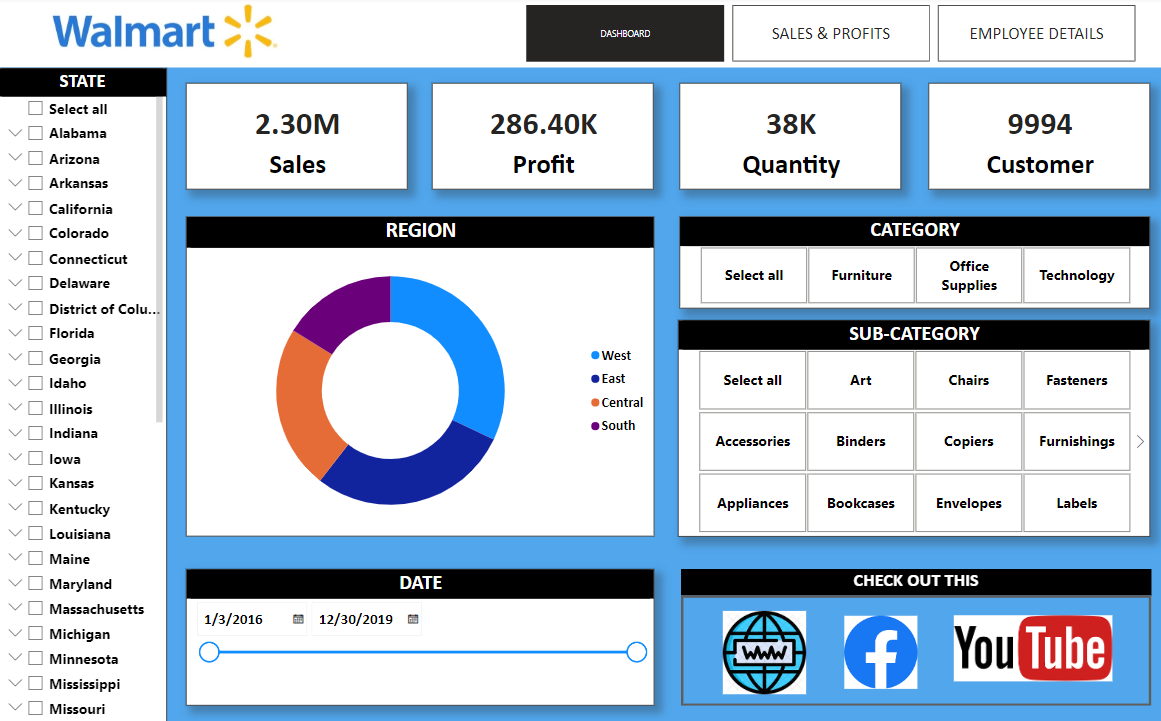 Walmart
DASHBOARD
SALES & PROFITS
EMPLOYEE DETAILS
STATE
Select all
Alabama
Arizona
Arkansas
California
Colorado
Connecticut
Delaware
District of Colu...
Florida
Georgia
Idaho
Illinois
Indiana
Iowa
Kansas
Kentucky
Louisiana
Maine
Maryland
Massachusetts
Michigan
Minnesota
Mississippi
Missouri
2.30M
Sales
286.40K
Profit
38K
Quantity
9994
Customer
REGION
West
East
Central
South
CATEGORY
Select all
Furniture
Office
Supplies
Technology
SUB-CATEGORY
Select all
Art
Chairs
Fasteners
Accessories
Binders
Copiers
Furnishings
Appliances
Bookcases
Envelopes
Labels
DATE
1/3/2016
12/30/2019
CHECK OUT THIS
WWW
f
YouTube